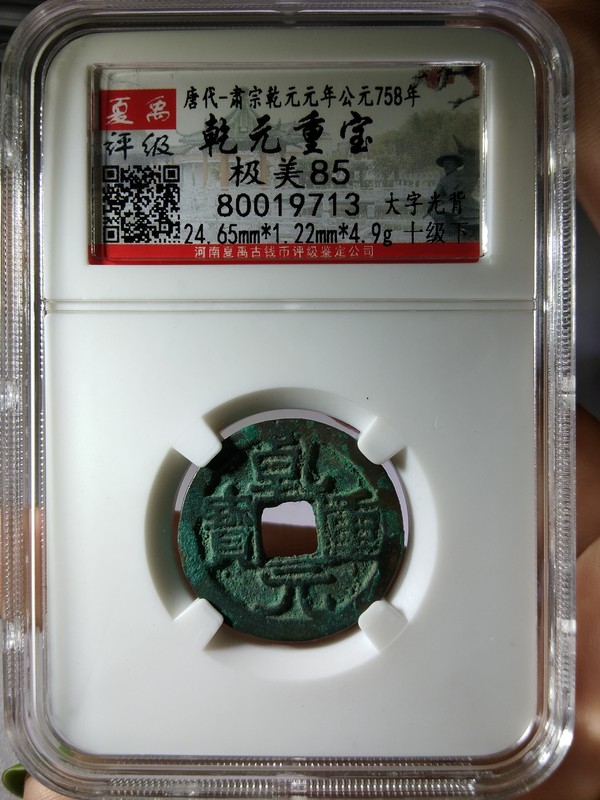 夏禹
评级
唐代-肃宗乾元元年公元758年
乾元重宝
极美85
80019713 大字光背
24.65mm*1.22mm*4.9g 十级下
河南夏禹古钱币评级鉴定公司
乾元重寶